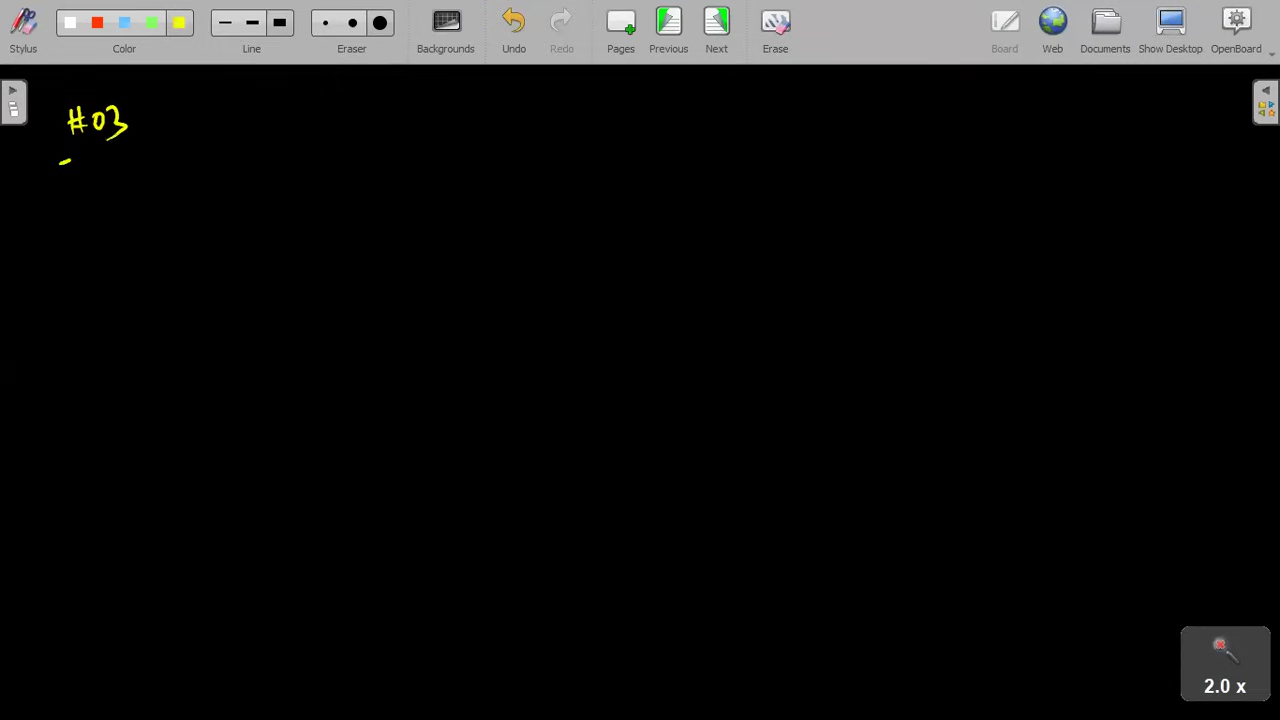 Stylus Color Line Eraser Backgrounds Undo Redo Pages Previous Next Erase Board Web Documents Show Desktop OpenBoard
#03
-
2.0 x